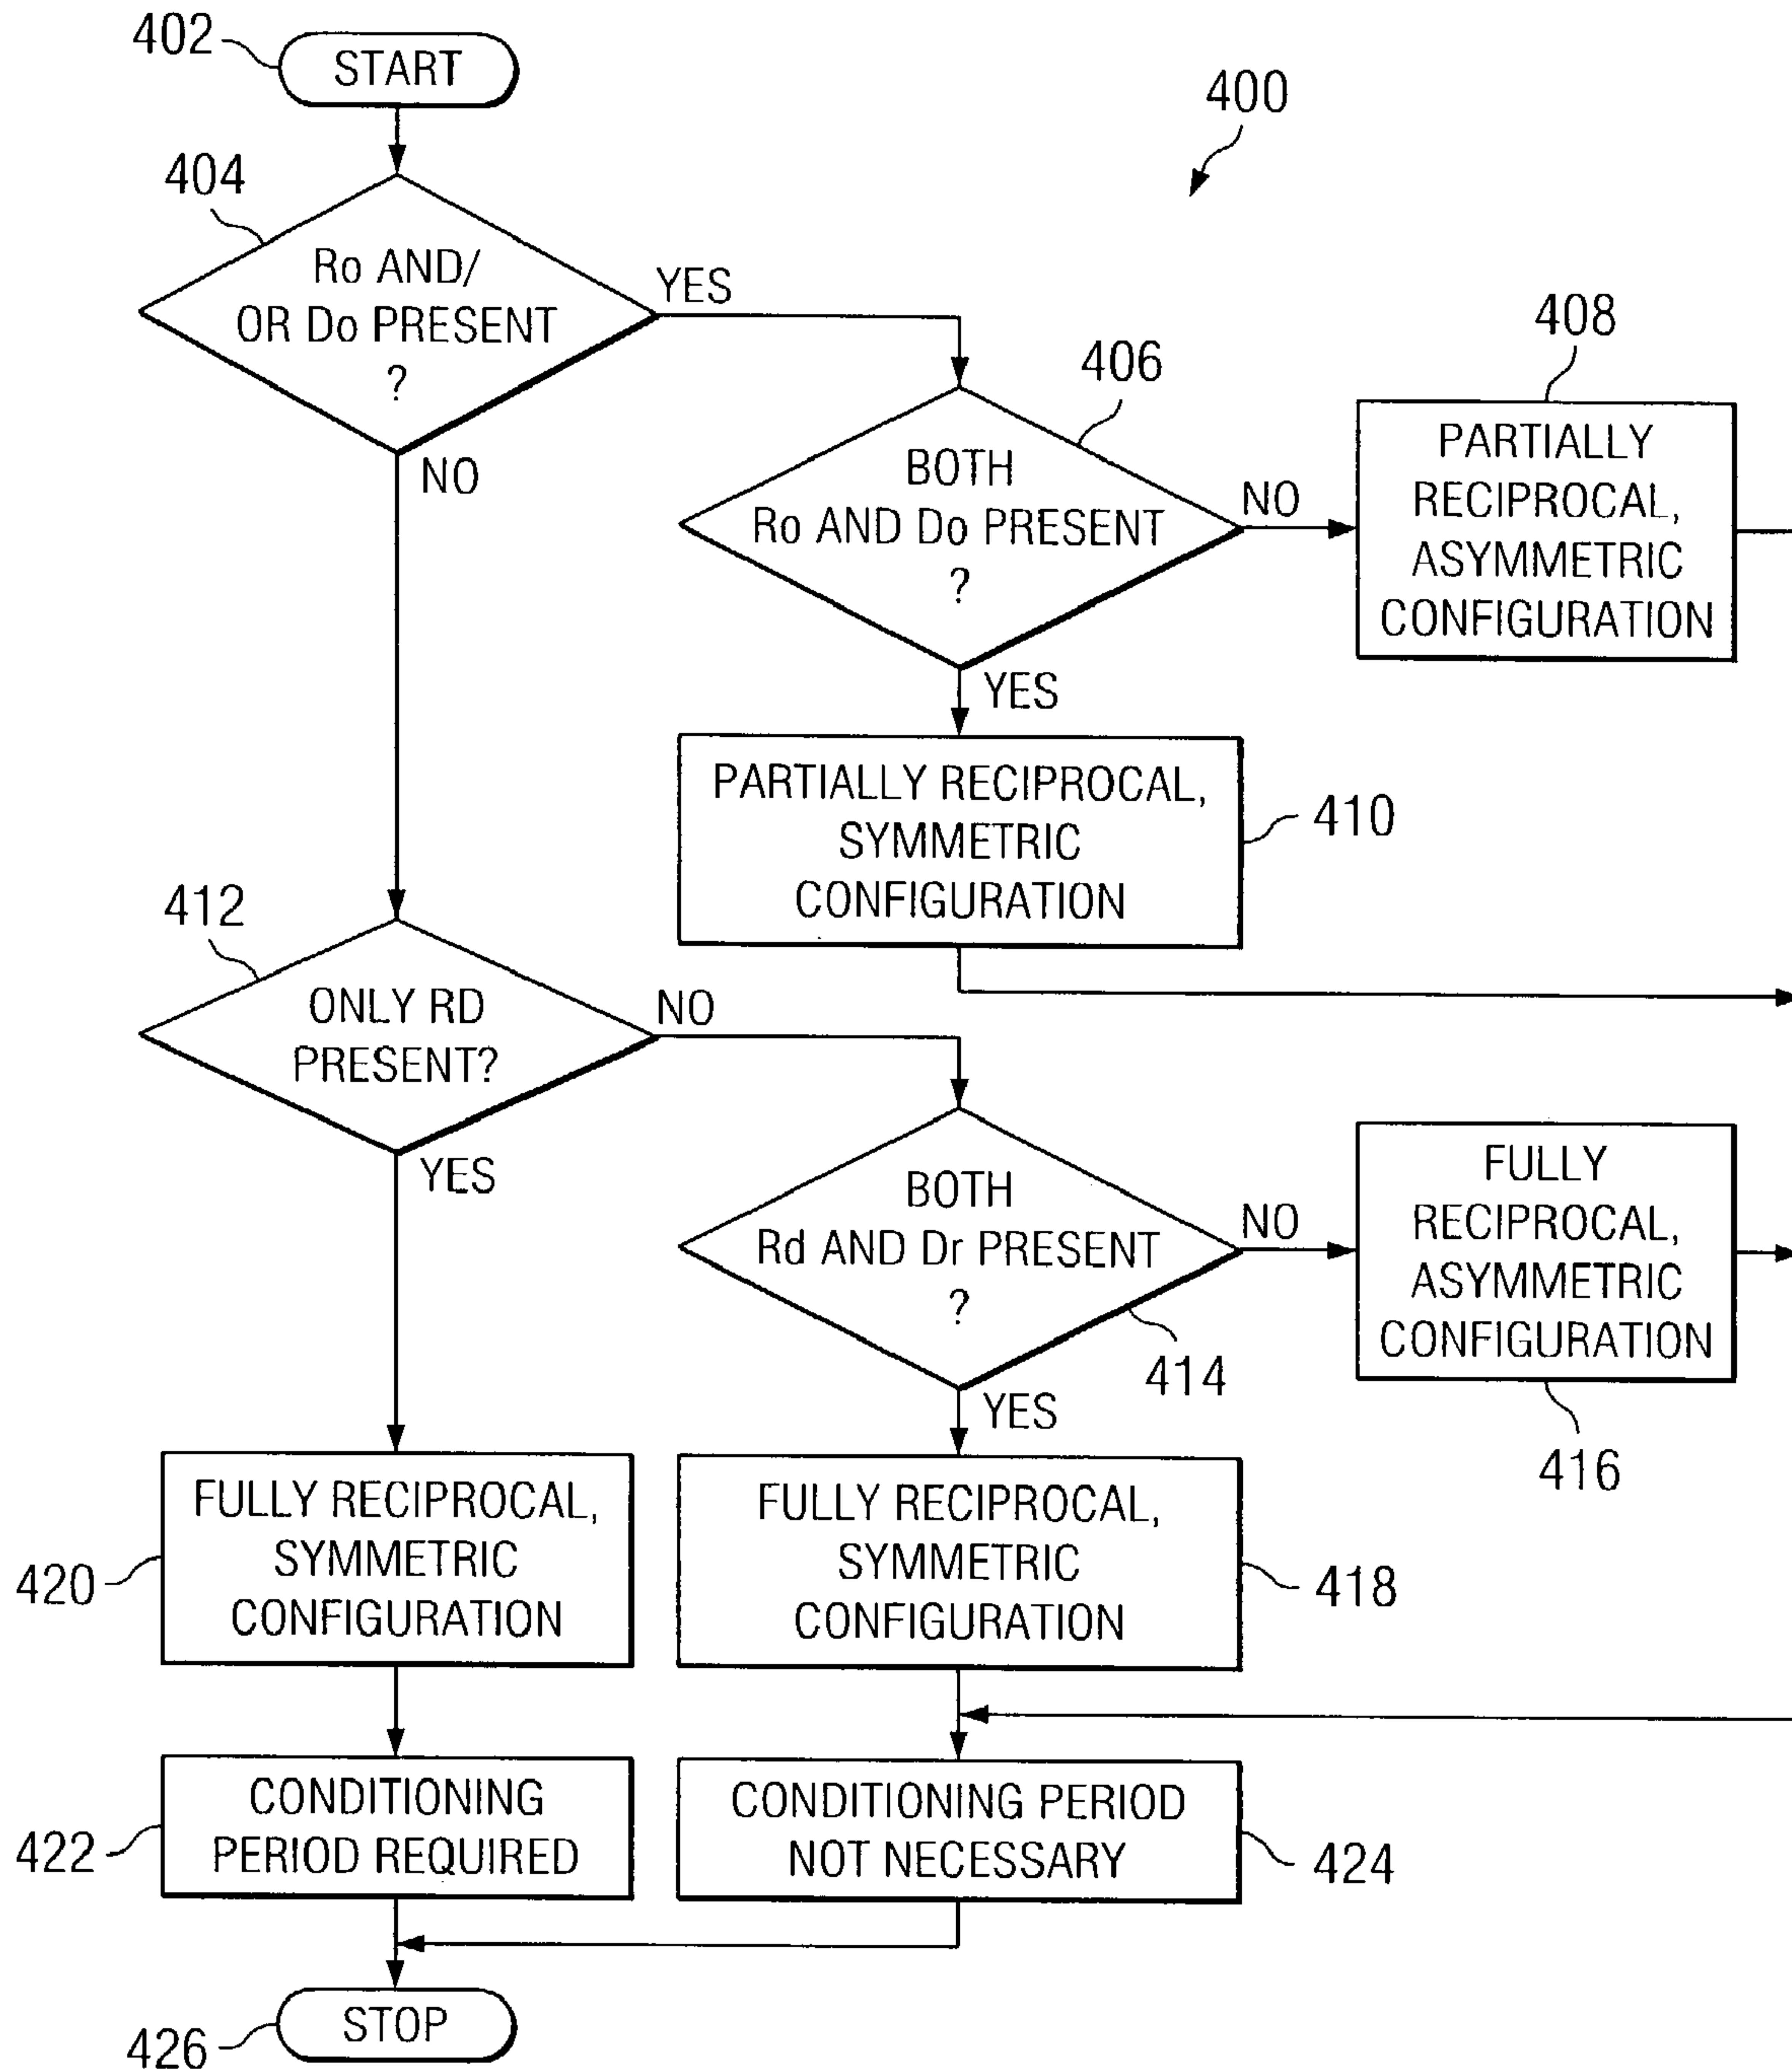 402
START
400
404
Ro AND/
OR Do PRESENT
?
YES
NO
406
BOTH
Ro AND Do PRESENT
?
NO
YES
408
PARTIALLY
RECIPROCAL,
ASYMMETRIC
CONFIGURATION
PARTIALLY RECIPROCAL,
SYMMETRIC
CONFIGURATION
410
412
ONLY RD
PRESENT?
NO
YES
BOTH
Rd AND Dr PRESENT
?
NO
414
YES
FULLY
RECIPROCAL,
ASYMMETRIC
CONFIGURATION
416
FULLY RECIPROCAL,
SYMMETRIC
CONFIGURATION
420
FULLY RECIPROCAL,
SYMMETRIC
CONFIGURATION
418
CONDITIONING
PERIOD REQUIRED
422
CONDITIONING PERIOD
NOT NECESSARY
424
STOP
426